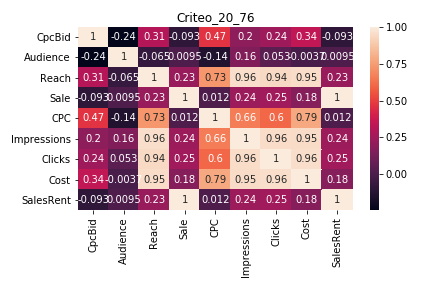 Criteo_20_76
CpcBid 1 -0.24 0.31 -0.093 0.47 0.2 0.24 0.34 -0.093
Audience -0.24 1 -0.065 0.0095 -0.14 0.16 0.053 -0.0037 0.0095
Reach 0.31 -0.065 1 0.23 0.73 0.96 0.94 0.95 0.23
Sale -0.093 0.0095 0.23 1 0.012 0.24 0.25 0.18 1
CPC 0.47 -0.14 0.73 0.012 1 0.66 0.6 0.79 0.012
Impressions 0.2 0.16 0.96 0.24 0.66 1 0.96 0.95 0.24
Clicks 0.24 0.053 0.94 0.25 0.6 0.96 1 0.96 0.25
Cost 0.34 -0.0037 0.95 0.18 0.79 0.95 0.96 1 0.18
SalesRent -0.093 0.0095 0.23 1 0.012 0.24 0.25 0.18 1
CpcBid Audience Reach Sale CPC Impressions Clicks Cost SalesRent
1.00
0.75
0.50
0.25
0.00